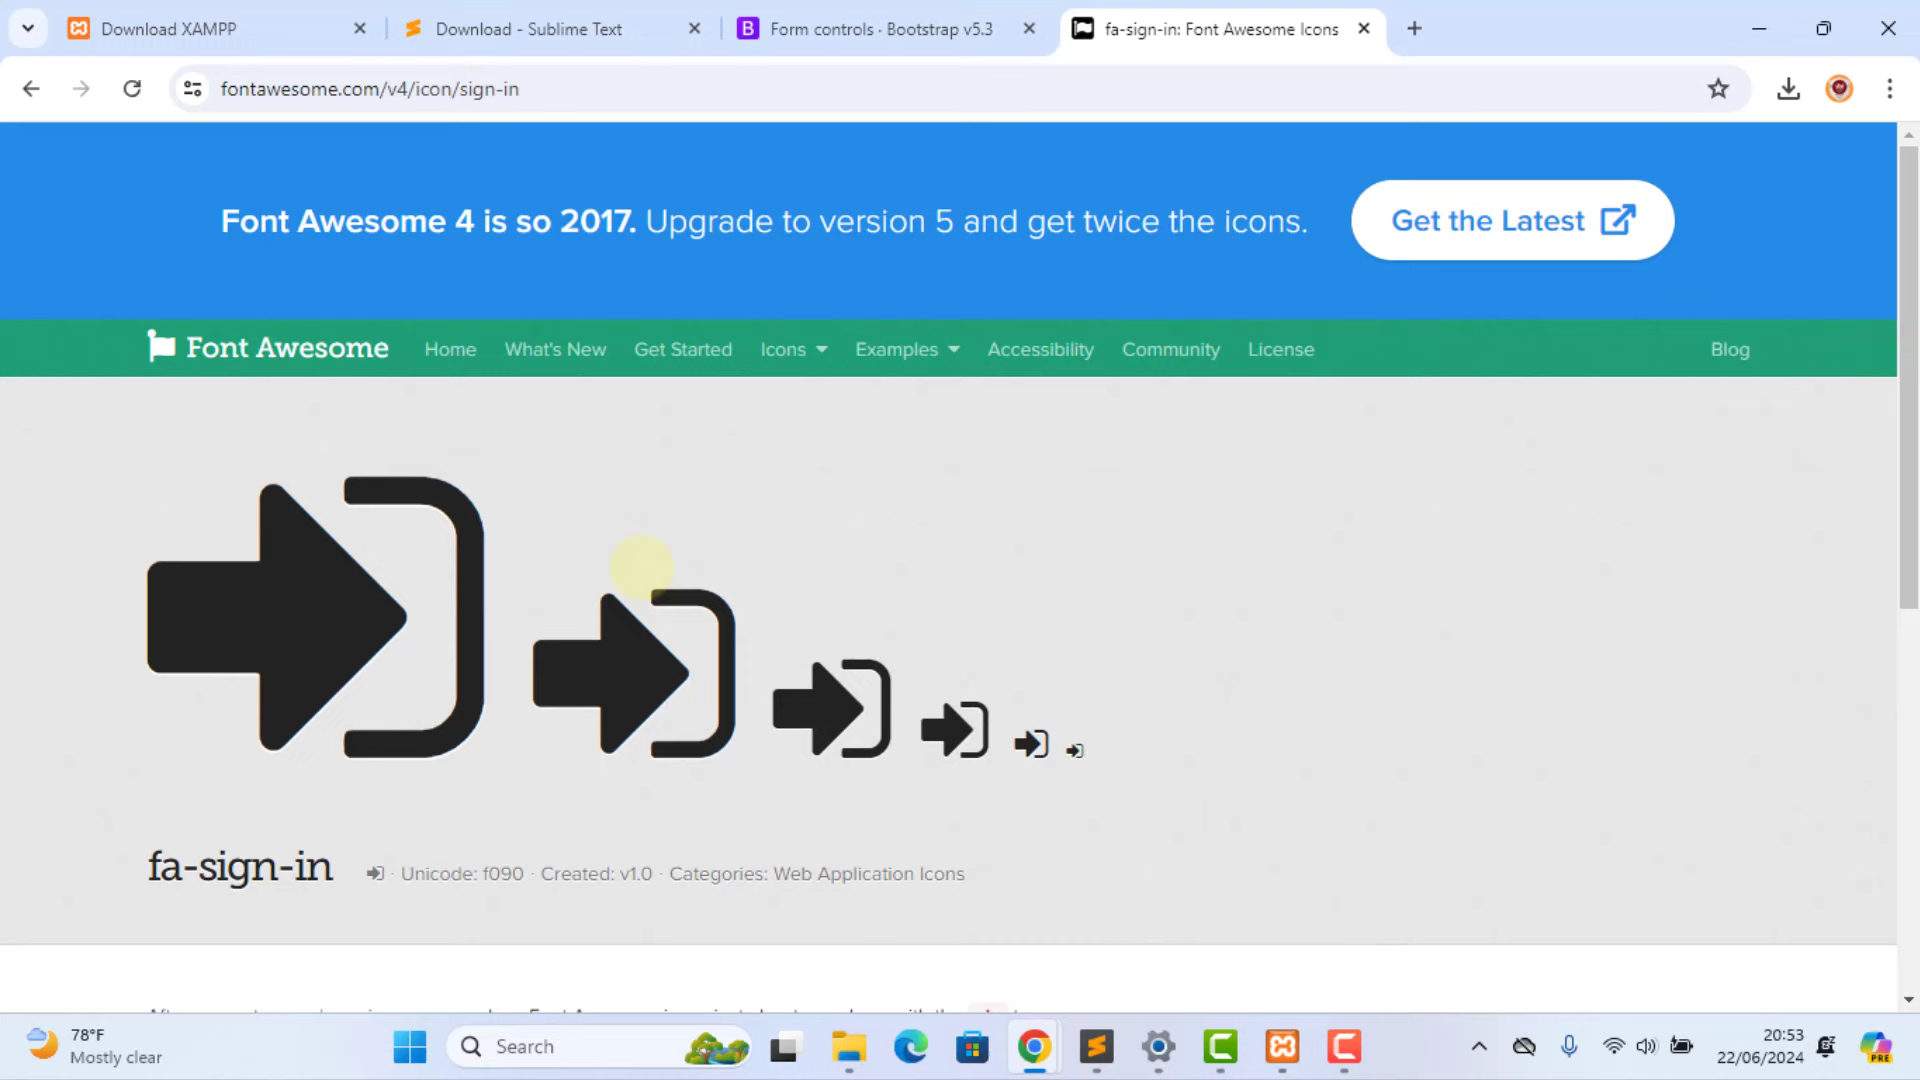 Download XAMPP
Download - Sublime Text
B
Form controls · Bootstrap v5.3
fa-sign-in: Font Awesome Icons
fontawesome.com/v4/icon/sign-in
Font Awesome 4 is so 2017. Upgrade to version 5 and get twice the icons.
Get the Latest
Font Awesome
Home
What's New
Get Started
Icons
Examples
Accessibility
Community
License
Blog
fa-sign-in
· Unicode: f090 · Created: v1.0 · Categories: Web Application Icons
78°F
Mostly clear
Search
PRE
20:53
22/06/2024